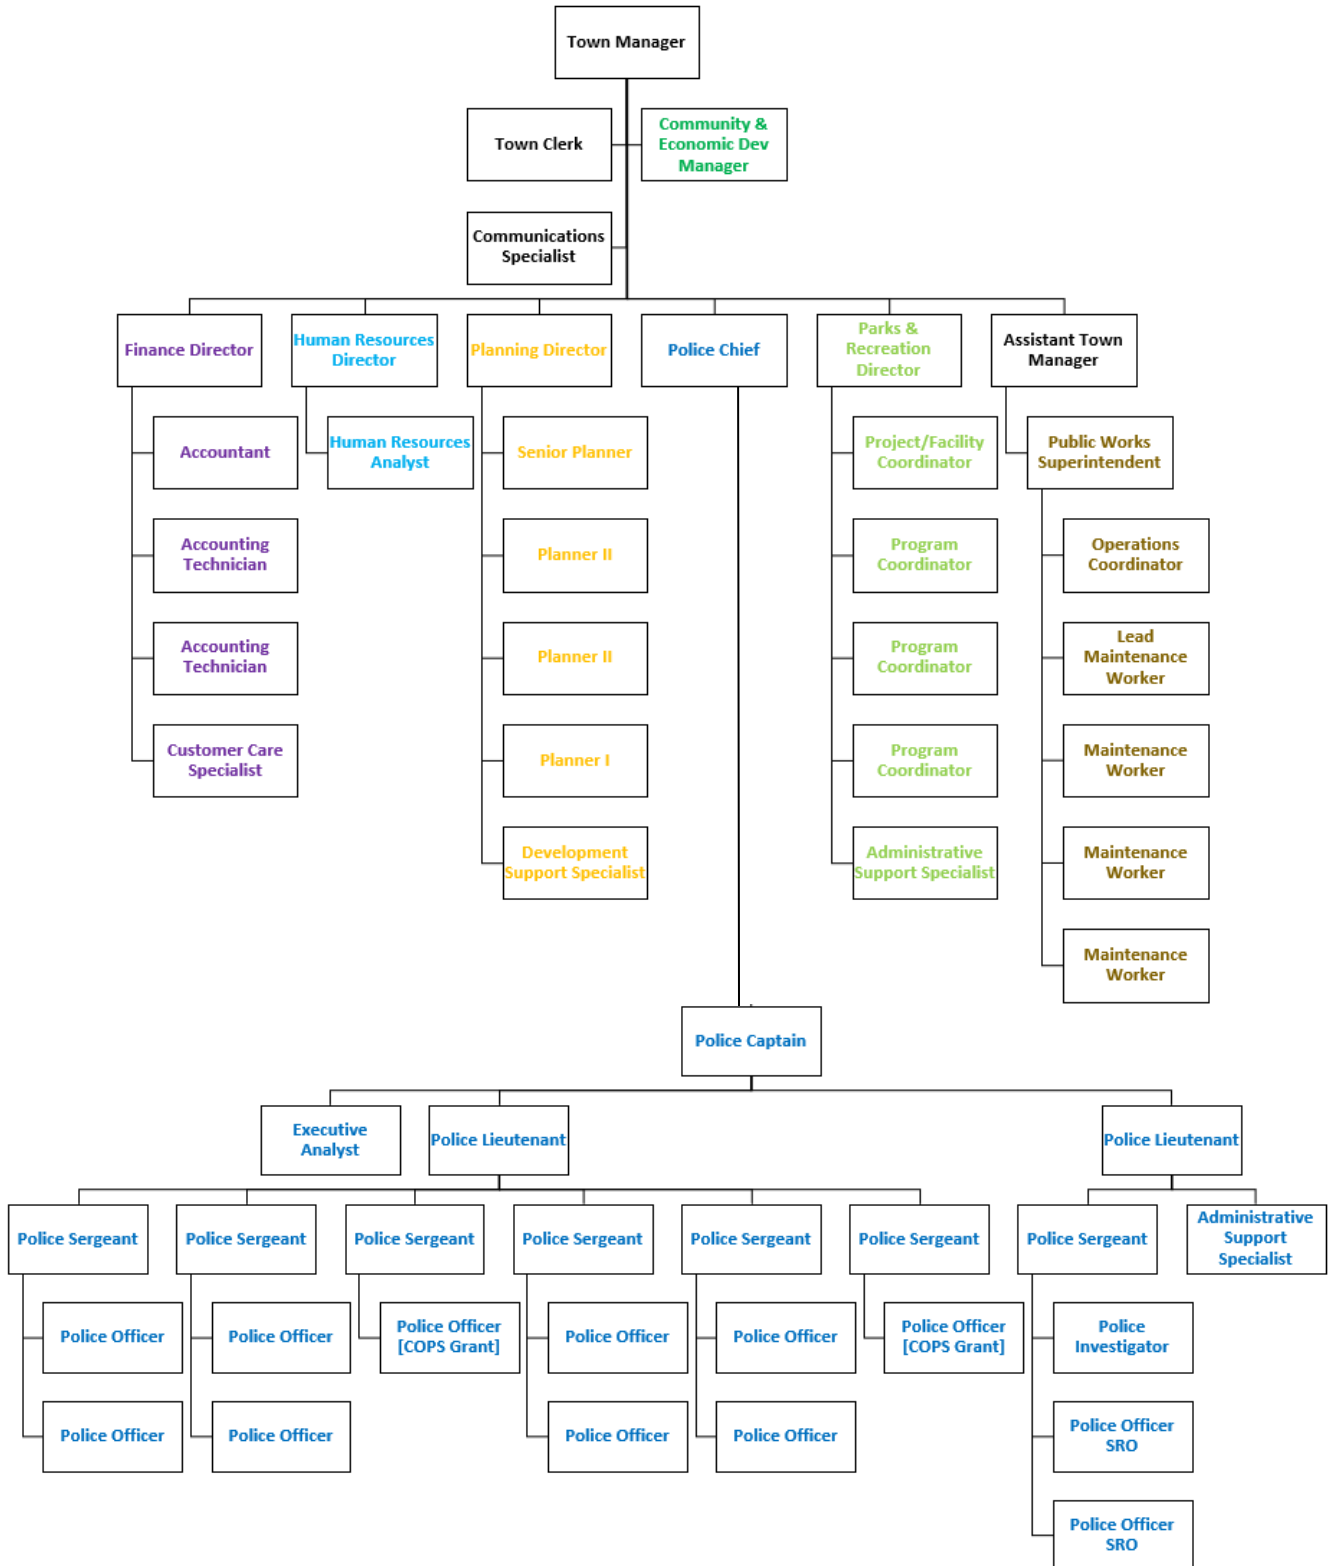 Town Manager
Town Clerk
Community &
Economic Dev
Manager
Communications
Specialist
Finance Director
Human Resources
Director
Planning Director
Police Chief
Parks &
Recreation
Director
Assistant Town
Manager
Accountant
Human Resources
Analyst
Senior Planner
Project/Facility
Coordinator
Public Works
Superintendent
Accounting
Technician
Planner II
Program
Coordinator
Operations
Coordinator
Accounting
Technician
Planner II
Program
Coordinator
Lead
Maintenance
Worker
Customer Care
Specialist
Planner I
Program
Coordinator
Maintenance
Worker
Development
Support Specialist
Administrative
Support Specialist
Maintenance
Worker
Maintenance
Worker
Police Captain
Executive
Analyst
Police Lieutenant
Police Lieutenant
Police Sergeant
Police Sergeant
Police Sergeant
Police Sergeant
Police Sergeant
Police Sergeant
Police Sergeant
Administrative
Support
Specialist
Police Officer
Police Officer
Police Officer
[COPS Grant]
Police Officer
Police Officer
Police Officer
[COPS Grant]
Police
Investigator
Police Officer
Police Officer
Police Officer
Police Officer
Police Officer
SRO
Police Officer
SRO